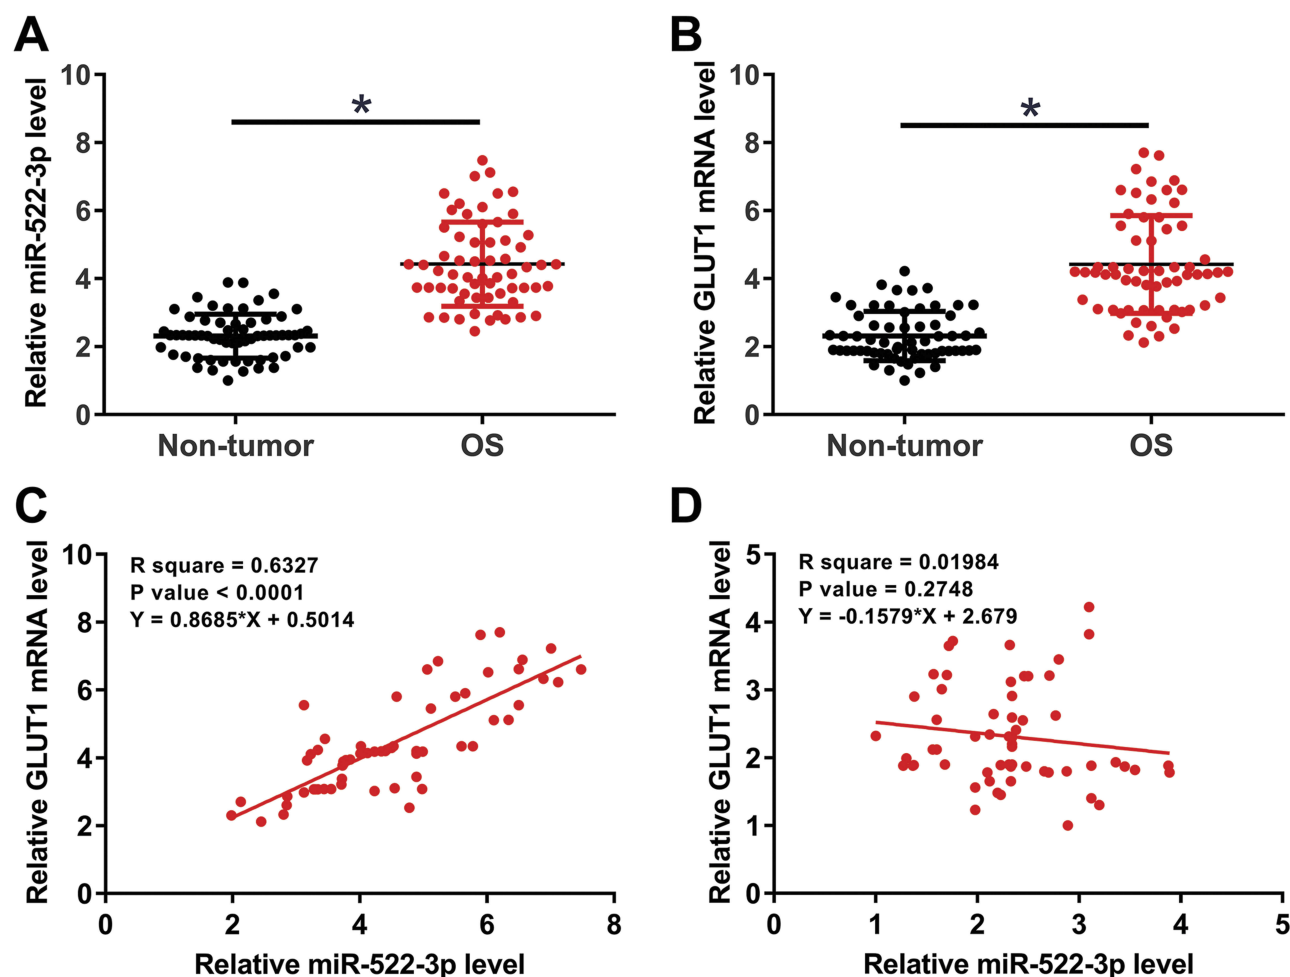 A
Relative miR-522-3p level
10
8
6
4
2
0
*
Non-tumor
OS
B
Relative GLUT1 mRNA level
10
8
6
4
2
0
*
Non-tumor
OS
C
Relative GLUT1 mRNA level
10
8
6
4
2
0
R square = 0.6327
P value < 0.0001
Y = 0.8685*X + 0.5014
0 2 4 6 8
Relative miR-522-3p level
D
Relative GLUT1 mRNA level
5
4
3
2
1
0
R square = 0.01984
P value = 0.2748
Y = -0.1579*X + 2.679
0 1 2 3 4 5
Relative miR-522-3p level